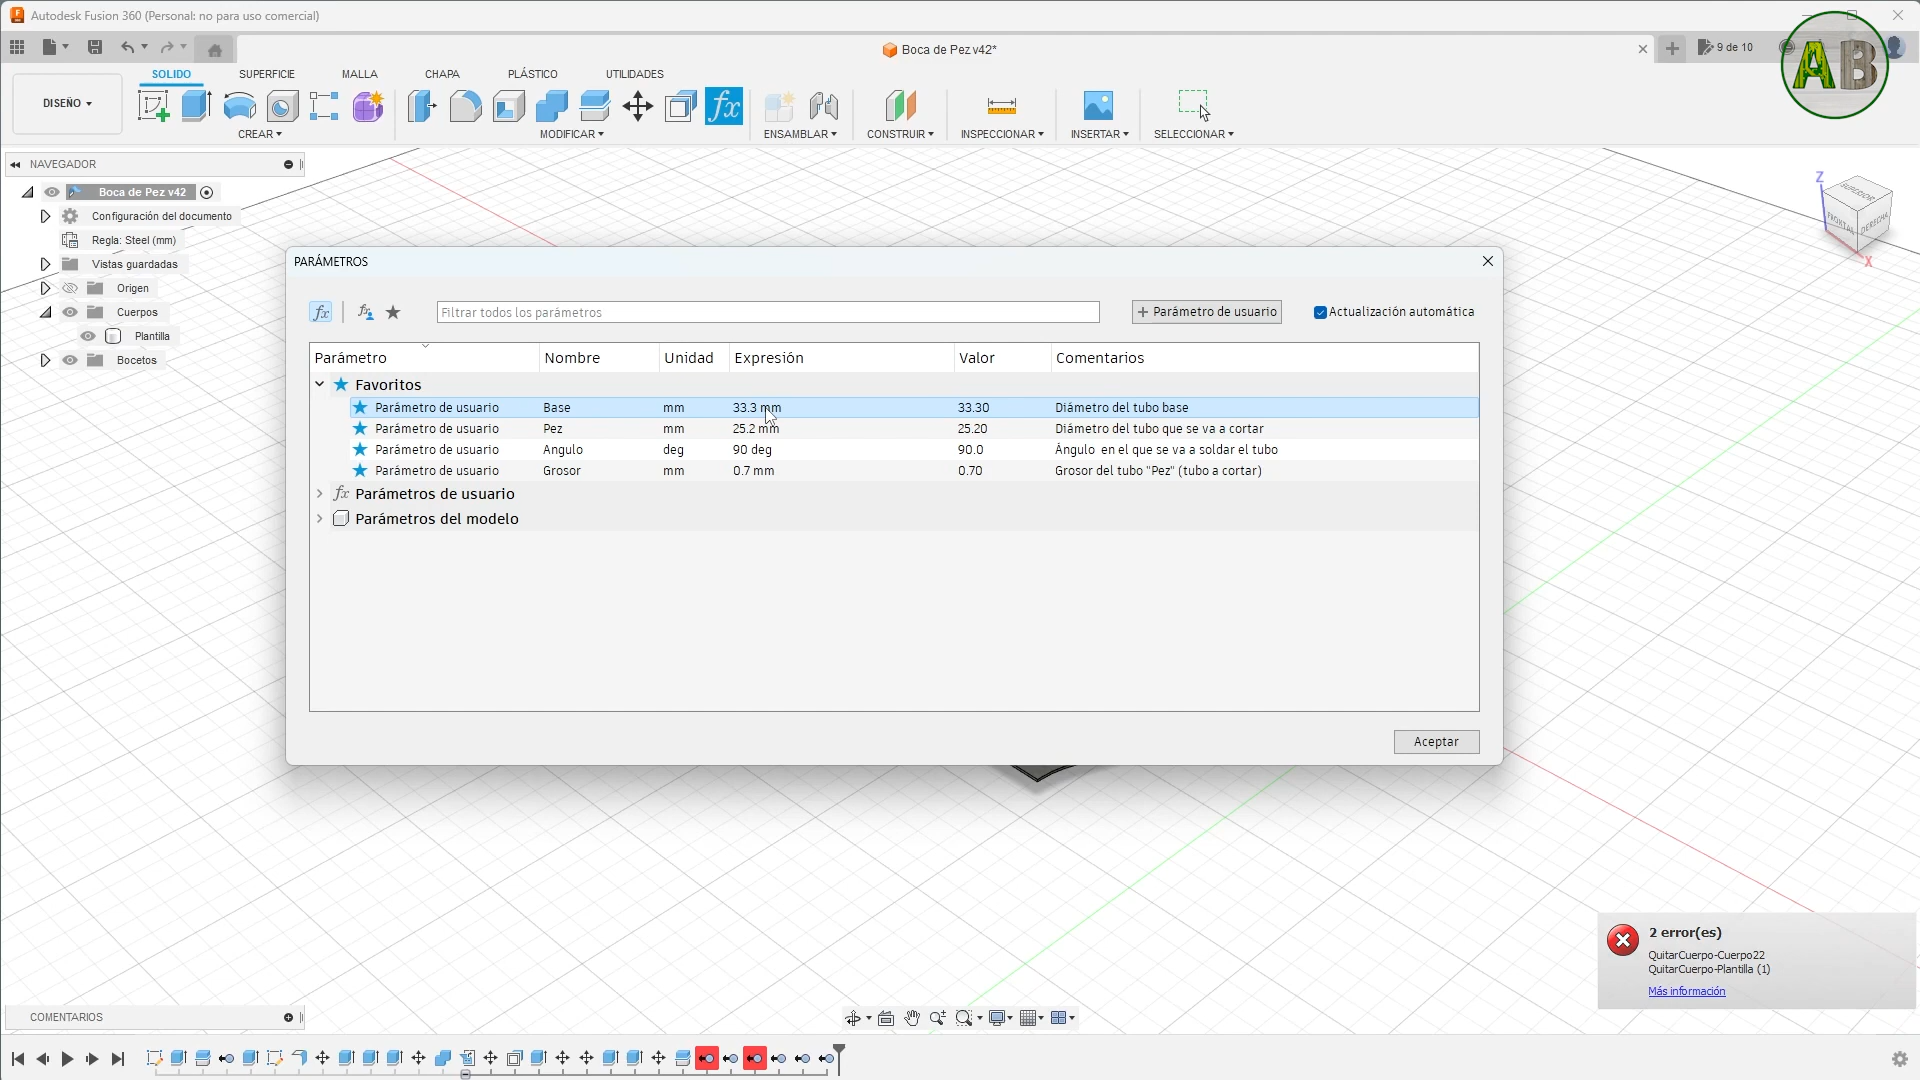 Autodesk Fusion 360 (Personal: no para uso comercial)
Boca de Pez v42*
9 de 10
AB
DISEÑO
SOLIDO
SUPERFICIE
MALLA
CHAPA
PLÁSTICO
UTILIDADES
CREAR
MODIFICAR
ENSAMBLAR
CONSTRUIR
INSPECCIONAR
INSERTAR
SELECCIONAR
fx
NAVEGADOR
Boca de Pez v42
Configuración del documento
Regla: Steel (mm)
Vistas guardadas
Origen
Cuerpos
Plantilla
Bocetos
Z
SUPERIOR
FRONTAL
DERECHA
X
PARÁMETROS
fx
Filtrar todos los parámetros
+ Parámetro de usuario
Actualización automática
Parámetro Nombre Unidad Expresión Valor Comentarios
Favoritos
Parámetro de usuario Base mm 33.3 mm 33.30 Diámetro del tubo base
Parámetro de usuario Pez mm 25.2 mm 25.20 Diámetro del tubo que se va a cortar
Parámetro de usuario Angulo deg 90 deg 90.0 Ángulo en el que se va a soldar el tubo
Parámetro de usuario Grosor mm 0.7 mm 0.70 Grosor del tubo "Pez" (tubo a cortar)
fx Parámetros de usuario
Parámetros del modelo
Aceptar
2 error(es)
QuitarCuerpo-Cuerpo22
QuitarCuerpo-Plantilla (1)
Más información
COMENTARIOS